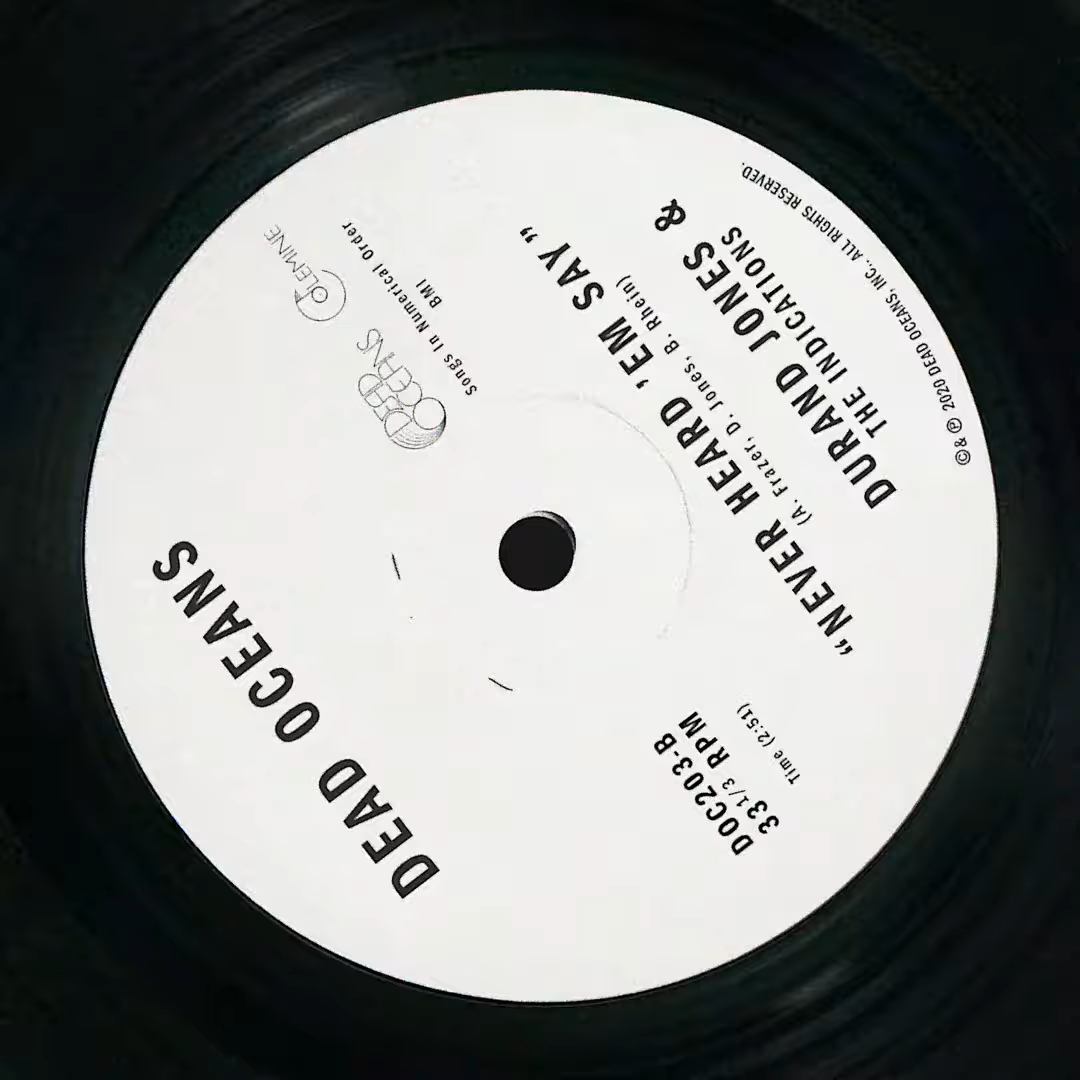 DEAD OCEANS
DOC203-B
33 1/3 RPM
Time (2:51)
DEAD
OCEANS
COLEMINE
Songs In Numerical Order
BMI
“NEVER HEARD ’EM SAY”
(A. Frazer, D. Jones, B. Rhein)
DURAND JONES &
THE INDICATIONS
© & ℗ 2020 DEAD OCEANS, INC.. ALL RIGHTS RESERVED.